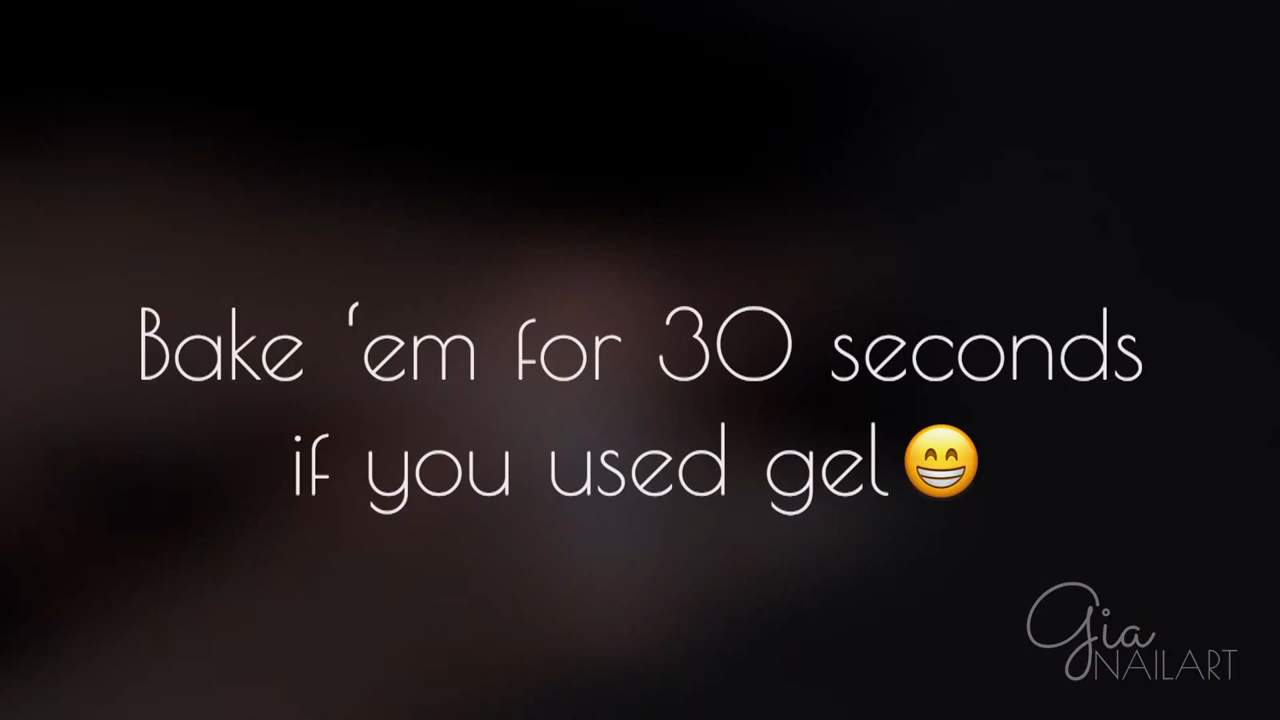 Bake ‘em for 30 seconds
if you used gel😁
Gia
NAILART